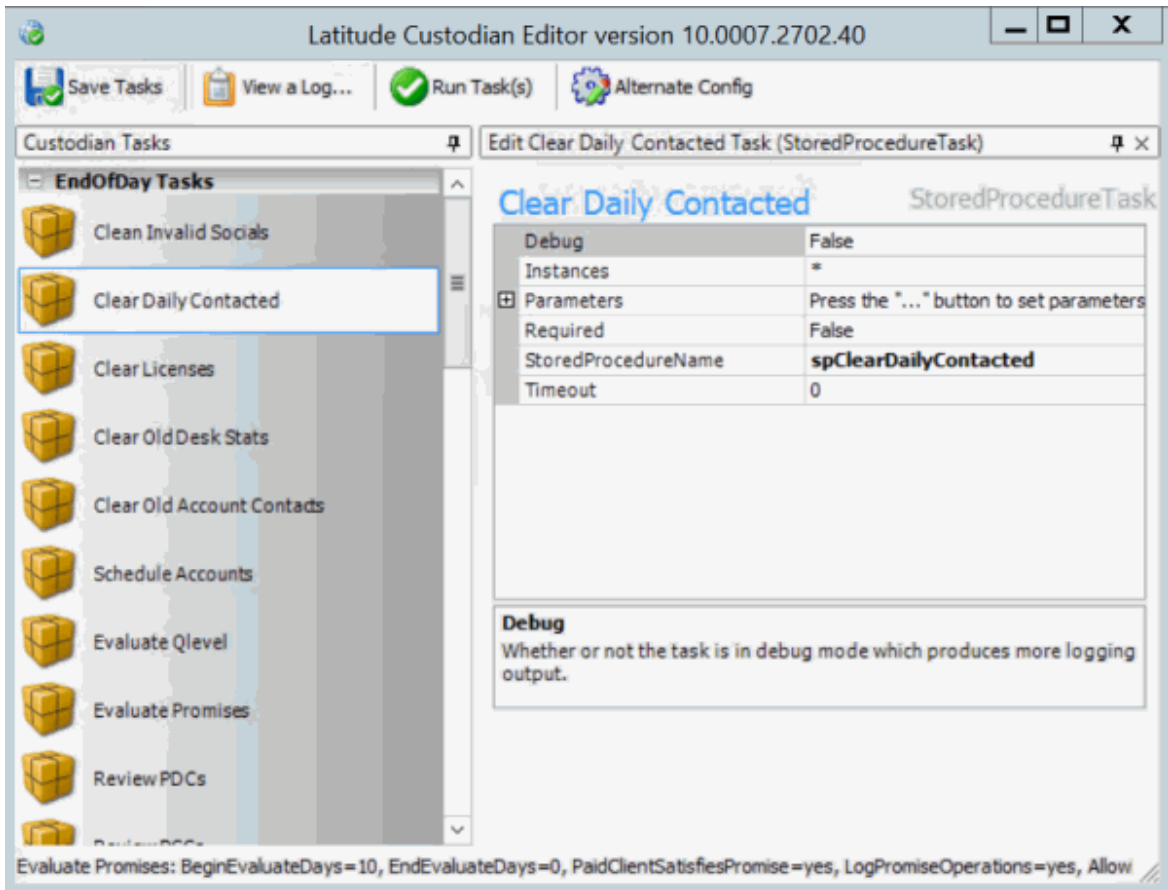 Latitude Custodian Editor version 10.0007.2702.40
Save Tasks View a Log... Run Task(s) Alternate Config
Custodian Tasks
EndOfDay Tasks
Clean Invalid Socials
Clear Daily Contacted
Clear Licenses
Clear Old Desk Stats
Clear Old Account Contacts
Schedule Accounts
Evaluate Qlevel
Evaluate Promises
Review PDCs
Edit Clear Daily Contacted Task (StoredProcedureTask)
Clear Daily Contacted StoredProcedureTask
Debug False
Instances *
Parameters Press the "..." button to set parameters
Required False
StoredProcedureName spClearDailyContacted
Timeout 0
Debug
Whether or not the task is in debug mode which produces more logging
output.
Evaluate Promises: BeginEvaluateDays=10, EndEvaluateDays=0, PaidClientSatisfiesPromise=yes, LogPromiseOperations=yes, Allow